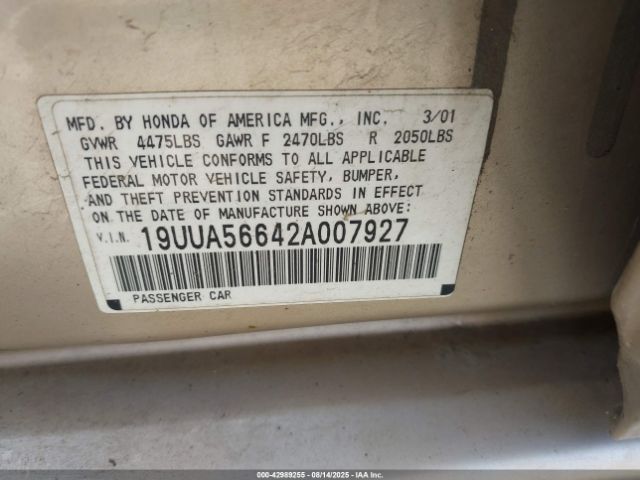 MFD. BY HONDA OF AMERICA MFG., INC. 3/01
GVWR 4475LBS GAWR F 2470LBS R 2050LBS
THIS VEHICLE CONFORMS TO ALL APPLICABLE
FEDERAL MOTOR VEHICLE SAFETY, BUMPER,
AND THEFT PREVENTION STANDARDS IN EFFECT
ON THE DATE OF MANUFACTURE SHOWN ABOVE:
V.I.N. 19UUA56642A007927
PASSENGER CAR
000-42989255 - 08/14/2025 - IAA Inc.